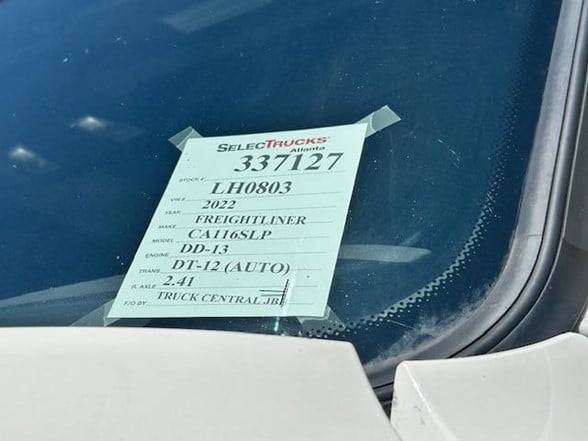 SELECTRUCKS
Atlanta
STOCK # 337127
VIN # LH0803
YEAR 2022
MAKE FREIGHTLINER
MODEL CA116SLP
ENGINE DD-13
TRANS DT-12 (AUTO)
R. AXLE 2.41
F/O BY TRUCK CENTRAL JBI